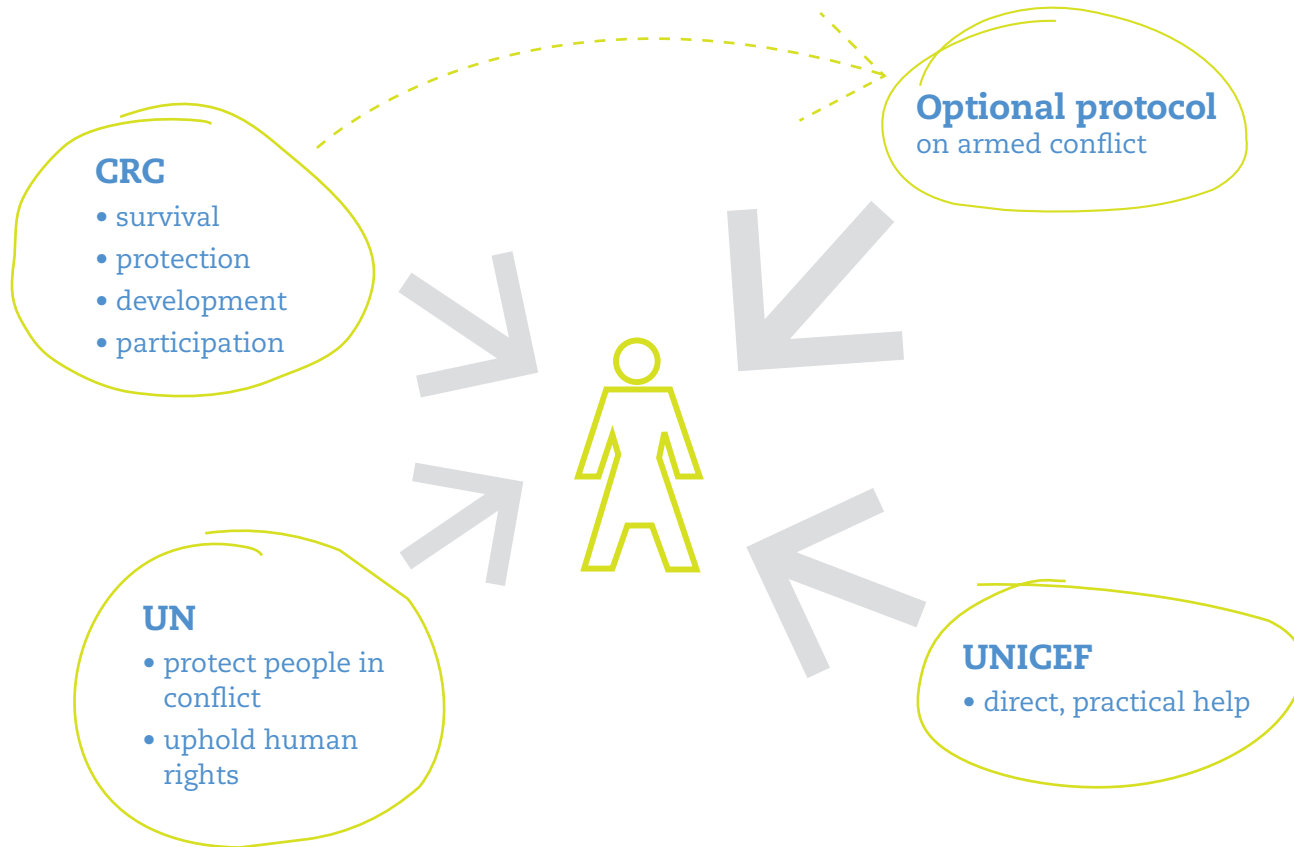 Optional protocol
on armed conflict
CRC
• survival
• protection
• development
• participation
UN
• protect people in
conflict
• uphold human
rights
UNICEF
• direct, practical help